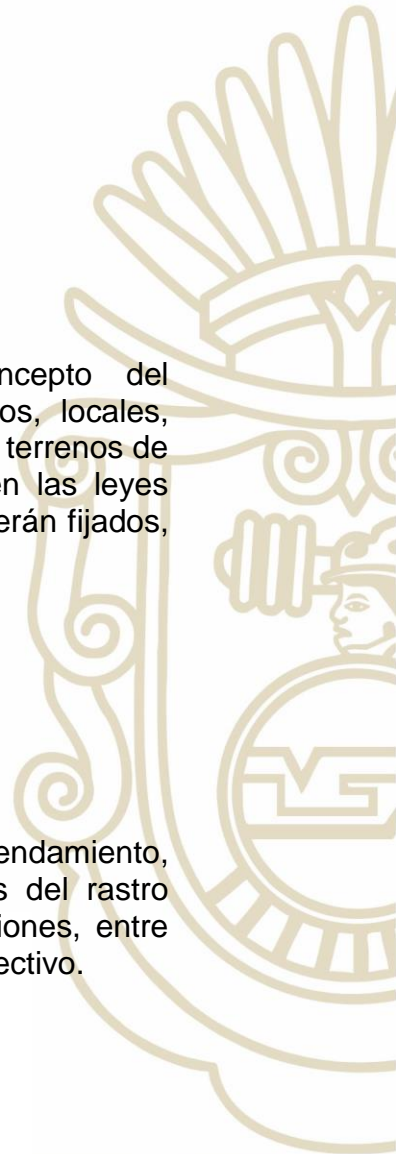 ncepto del
os, locales,
terrenos de
en las leyes
erán fijados,
endamiento,
s del rastro
iones, entre
ectivo.